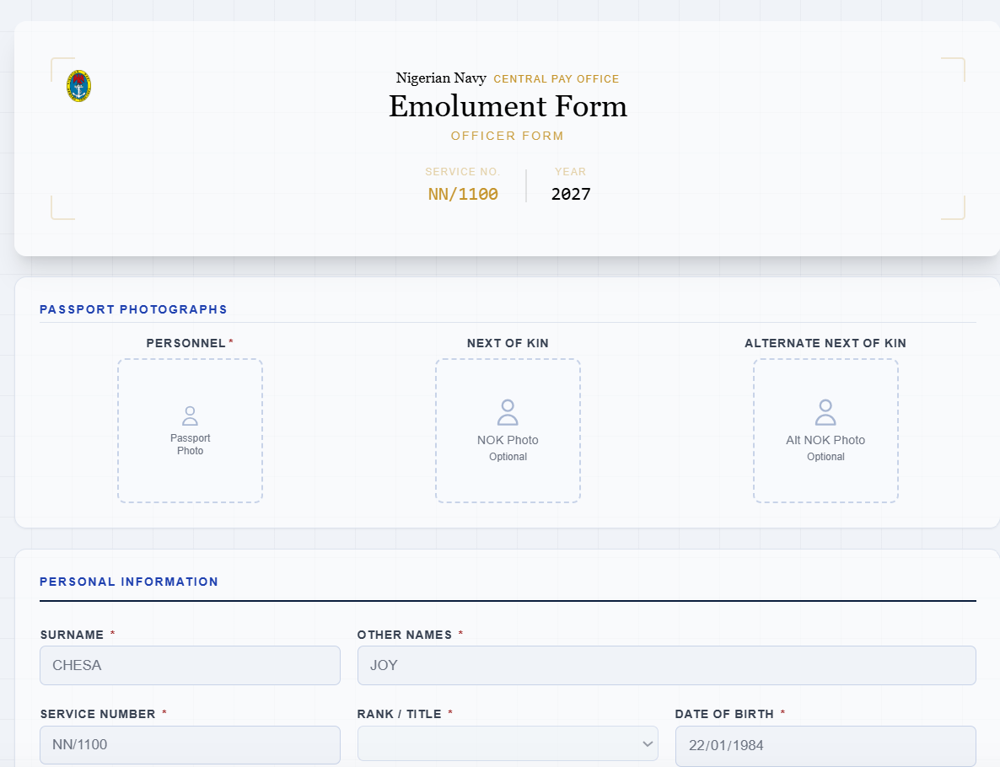 Nigerian Navy CENTRAL PAY OFFICE
Emolument Form
OFFICER FORM
SERVICE NO. YEAR
NN/1100 2027
PASSPORT PHOTOGRAPHS
PERSONNEL * NEXT OF KIN ALTERNATE NEXT OF KIN
Passport
Photo
NOK Photo
Optional
Alt NOK Photo
Optional
PERSONAL INFORMATION
SURNAME * OTHER NAMES *
CHESA JOY
SERVICE NUMBER * RANK / TITLE * DATE OF BIRTH *
NN/1100 22/01/1984